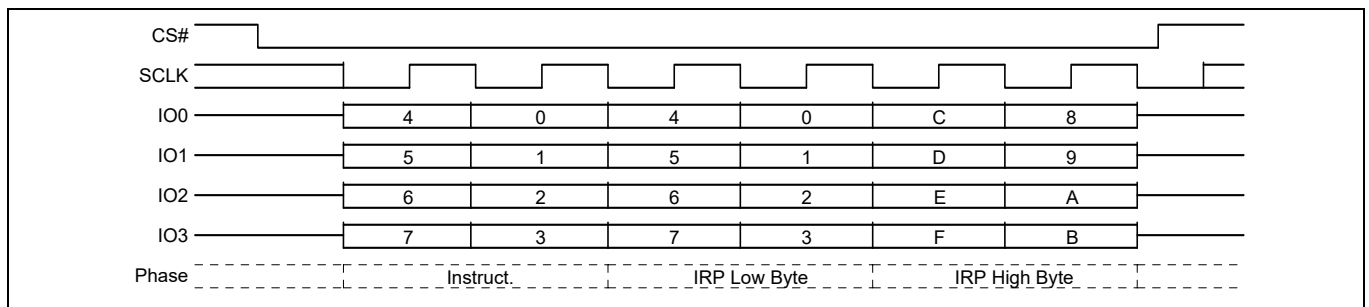 CS#
SCLK
IO0 4 0 4 0 C 8
IO1 5 1 5 1 D 9
IO2 6 2 6 2 E A
IO3 7 3 7 3 F B
Phase Instruct. IRP Low Byte IRP High Byte